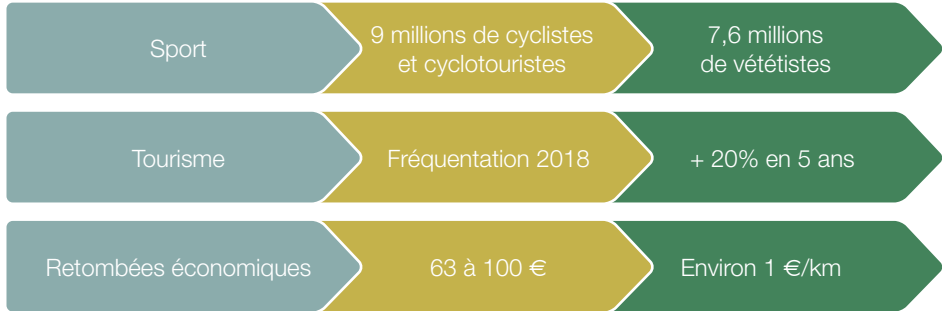 Sport
9 millions de cyclistes
et cyclotouristes
7,6 millions
de vététistes
Tourisme
Fréquentation 2018
+ 20% en 5 ans
Retombées économiques
63 à 100 €
Environ 1 €/km